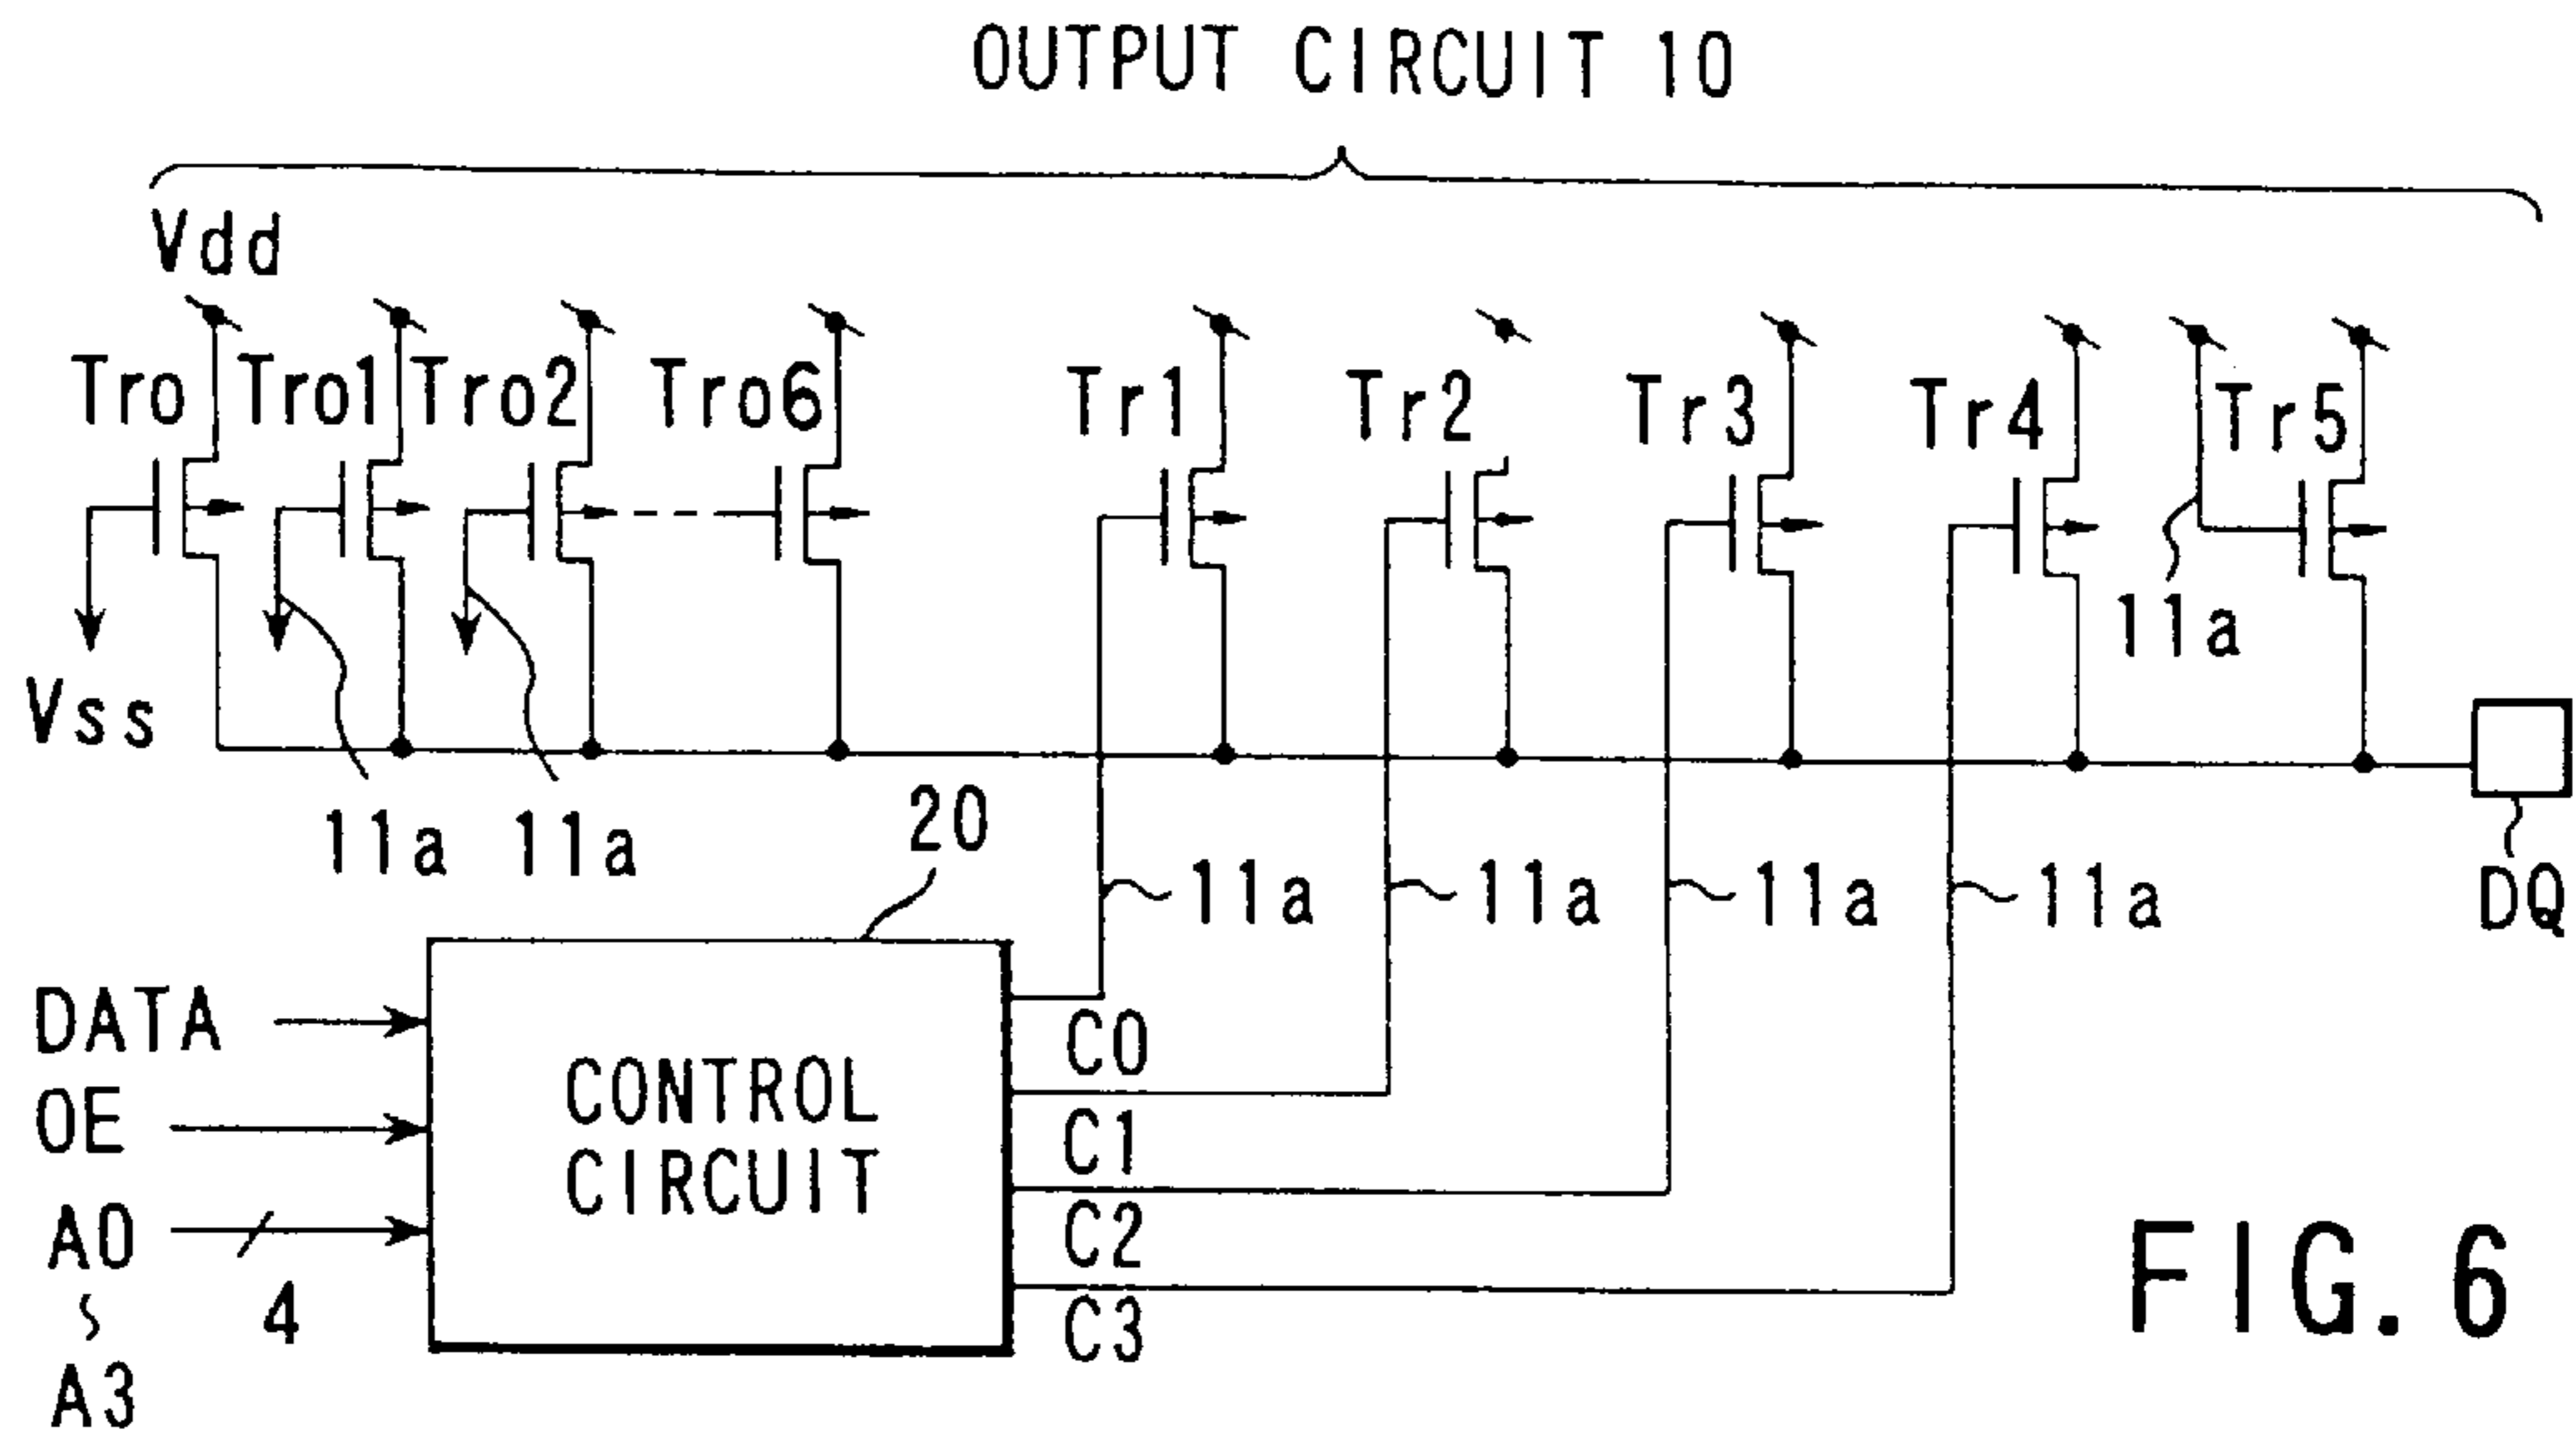 OUTPUT CIRCUIT 10
Vdd
Tro Tro1 Tro2 Tro6 Tr1 Tr2 Tr3 Tr4 Tr5
11a
Vss
11a 11a 20 11a 11a 11a 11a DQ
DATA
OE
A0
~
A3
4
CONTROL
CIRCUIT
C0
C1
C2
C3
FIG. 6